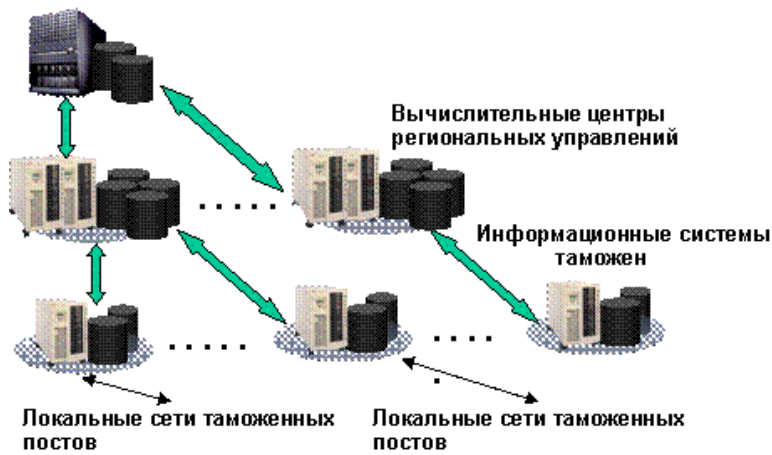 Вычислительные центры
региональных управлений
Информационные системы
таможен
Локальные сети таможенных
постов
Локальные сети таможенных
постов